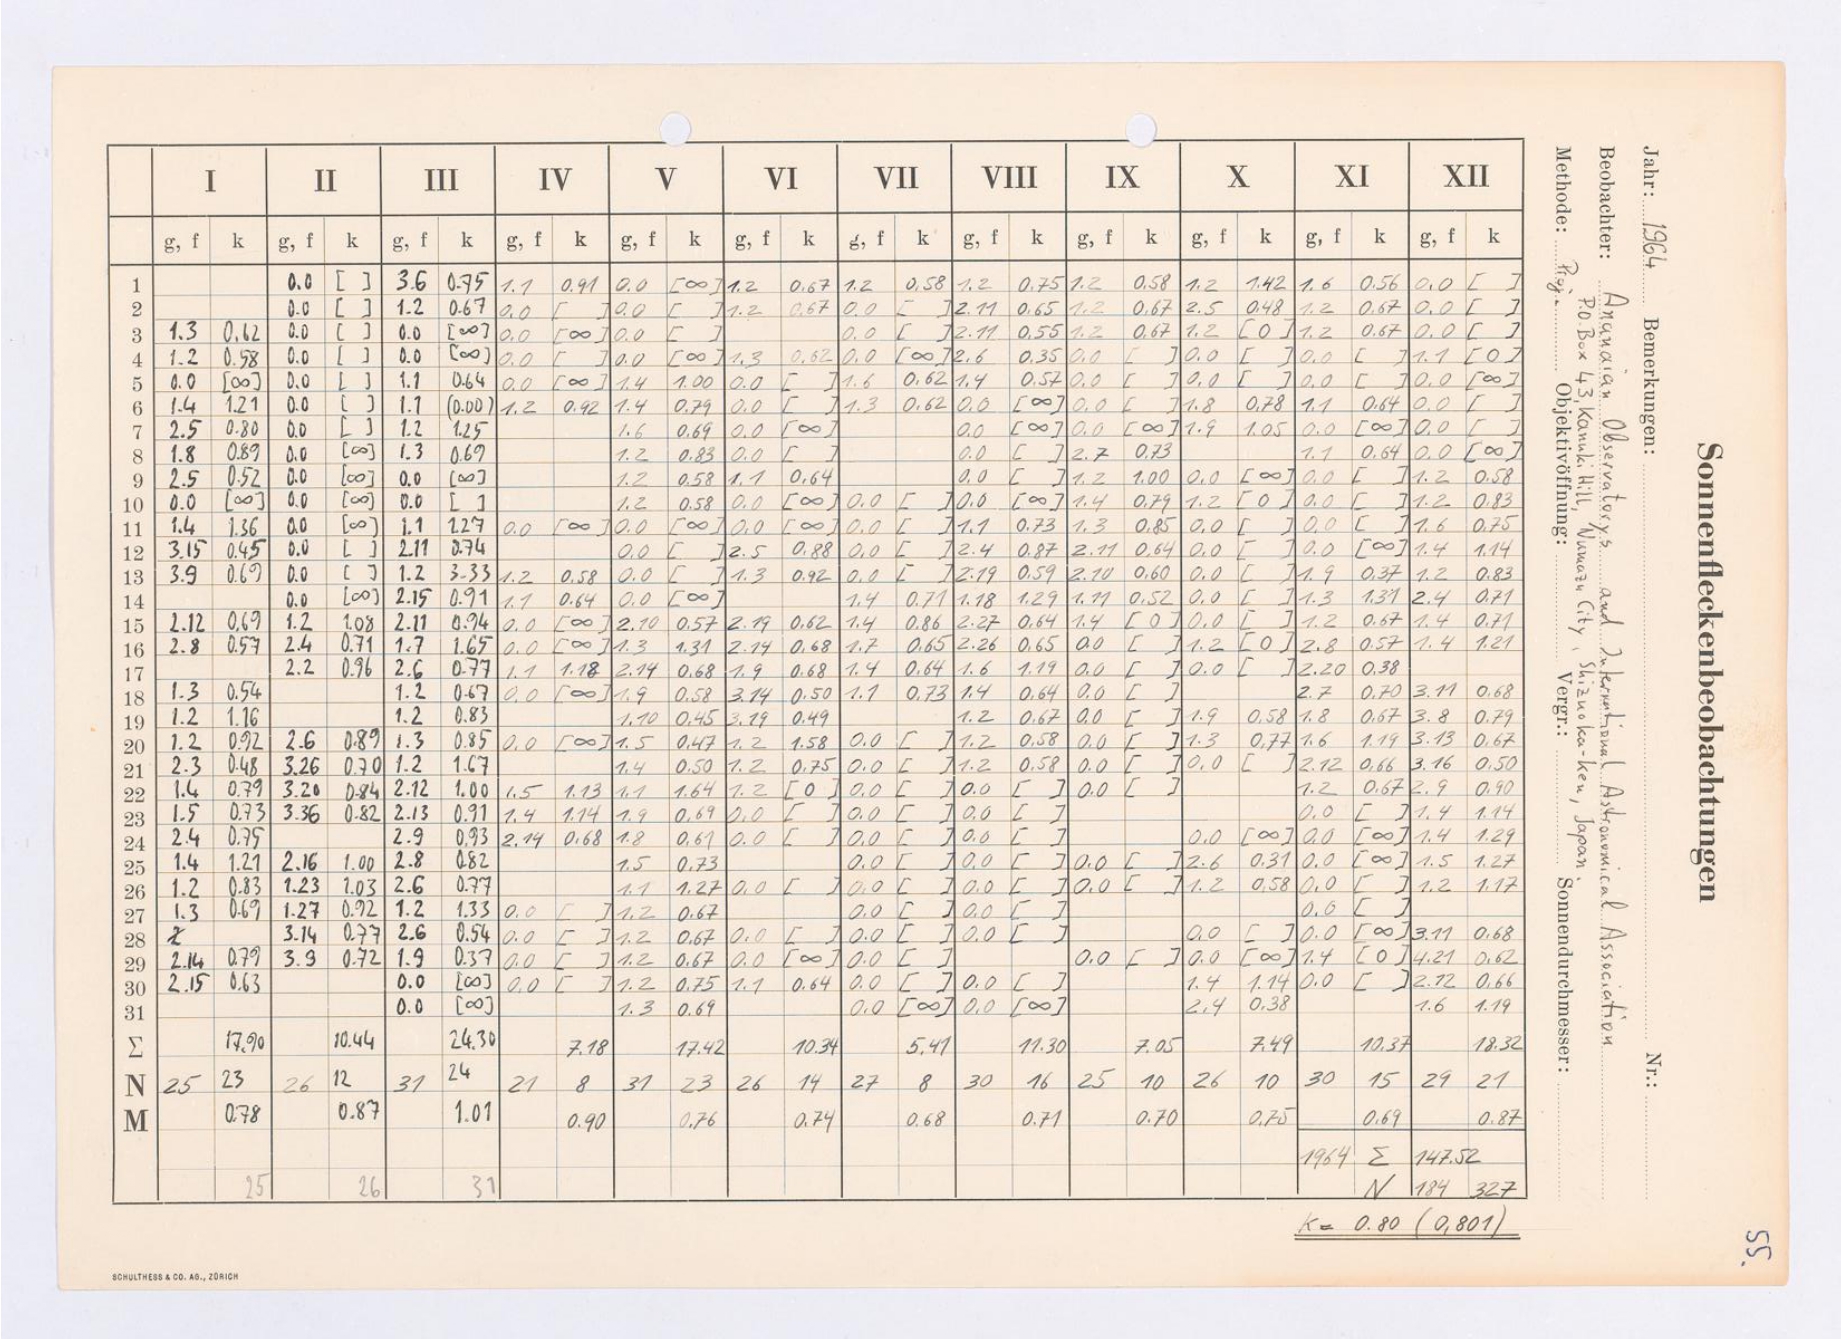 Sonnenfleckenbeobachtungen
Jahr: 1964 Bemerkungen: Nr.:
Beobachter: Anguaian Observatorys and International Astronomical Association
P.O. Box 43, Kanuki Hill, Numazu City, Shizuoka-ken, Japan.
Methode: Proj. Objektivöffnung: Vergr.: Sonnendurchmesser:
I II III IV V VI VII VIII IX X XI XII
g, f k g, f k g, f k g, f k g, f k g, f k g, f k g, f k g, f k g, f k g, f k g, f k
1 0.0 [ ] 3.6 0.75 1.1 0.91 0.0 [∞] 1.2 0.67 1.2 0.58 1.2 0.75 1.2 0.58 1.2 1.42 1.6 0.56 0.0 [ ]
2 0.0 [ ] 1.2 0.67 0.0 [ ] 0.0 [ ] 1.2 0.67 0.0 [ ] 2.11 0.65 1.2 0.67 2.5 0.48 1.2 0.67 0.0 [ ]
3 1.3 0.62 0.0 [ ] 0.0 [∞] 0.0 [∞] 0.0 [ ] 0.0 [ ] 2.11 0.55 1.2 0.67 1.2 [0] 1.2 0.67 0.0 [ ]
4 1.2 0.58 0.0 [ ] 0.0 [∞] 0.0 [ ] 0.0 [∞] 1.3 0.62 0.0 [∞] 2.6 0.35 0.0 [ ] 0.0 [ ] 0.0 [ ] 1.1 [0]
5 0.0 [∞] 0.0 [ ] 1.1 0.64 0.0 [∞] 1.4 1.00 0.0 [ ] 1.6 0.62 1.4 0.57 0.0 [ ] 0.0 [ ] 0.0 [ ] 0.0 [∞]
6 1.4 1.21 0.0 [ ] 1.1 (0.00) 1.2 0.92 1.4 0.79 0.0 [ ] 1.3 0.62 0.0 [∞] 0.0 [ ] 1.8 0.78 1.1 0.64 0.0 [ ]
7 2.5 0.80 0.0 [ ] 1.2 1.25 1.6 0.69 0.0 [∞] 0.0 [∞] 0.0 [∞] 1.9 1.05 0.0 [∞] 0.0 [ ]
8 1.8 0.89 0.0 [∞] 1.3 0.69 1.2 0.83 0.0 [ ] 0.0 [ ] 2.7 0.73 1.1 0.64 0.0 [∞]
9 2.5 0.52 0.0 [∞] 0.0 [∞] 1.2 0.58 1.1 0.64 0.0 [ ] 1.2 1.00 0.0 [∞] 0.0 [ ] 1.2 0.58
10 0.0 [∞] 0.0 [∞] 0.0 [ ] 1.2 0.58 0.0 [∞] 0.0 [ ] 0.0 [∞] 1.4 0.79 1.2 [0] 0.0 [ ] 1.2 0.83
11 1.4 1.36 0.0 [∞] 1.1 1.27 0.0 [∞] 0.0 [∞] 0.0 [∞] 0.0 [ ] 1.1 0.73 1.3 0.85 0.0 [ ] 0.0 [ ] 1.6 0.75
12 3.15 0.45 0.0 [ ] 2.11 0.74 0.0 [ ] 2.5 0.88 0.0 [ ] 2.4 0.87 2.11 0.64 0.0 [ ] 0.0 [∞] 1.4 1.14
13 3.9 0.69 0.0 [ ] 1.2 3.33 1.2 0.58 0.0 [ ] 1.3 0.92 0.0 [ ] 2.19 0.59 2.10 0.60 0.0 [ ] 1.9 0.37 1.2 0.83
14 0.0 [∞] 2.15 0.91 1.1 0.64 0.0 [∞] 1.4 0.71 1.18 1.29 1.11 0.52 0.0 [ ] 1.3 1.31 2.4 0.71
15 2.12 0.69 1.2 1.08 2.11 0.94 0.0 [∞] 2.10 0.57 2.19 0.62 1.4 0.86 2.27 0.64 1.4 [0] 0.0 [ ] 1.2 0.67 1.4 0.71
16 2.8 0.57 2.4 0.71 1.7 1.65 0.0 [∞] 1.3 1.31 2.14 0.68 1.7 0.65 2.26 0.65 0.0 [ ] 1.2 [0] 2.8 0.57 1.4 1.21
17 2.2 0.96 2.6 0.77 1.1 1.18 2.14 0.68 1.9 0.68 1.4 0.64 1.6 1.19 0.0 [ ] 0.0 [ ] 2.20 0.38
18 1.3 0.54 1.2 0.67 0.0 [∞] 1.9 0.58 3.14 0.50 1.1 0.73 1.4 0.64 0.0 [ ] 2.7 0.70 3.11 0.68
19 1.2 1.16 1.2 0.83 1.10 0.45 3.19 0.49 1.2 0.67 0.0 [ ] 1.9 0.58 1.8 0.67 3.8 0.79
20 1.2 0.92 2.6 0.89 1.3 0.85 0.0 [∞] 1.5 0.47 1.2 1.58 0.0 [ ] 1.2 0.58 0.0 [ ] 1.3 0.77 1.6 1.19 3.13 0.67
21 2.3 0.48 3.26 0.70 1.2 1.67 1.4 0.50 1.2 0.75 0.0 [ ] 1.2 0.58 0.0 [ ] 0.0 [ ] 2.12 0.66 3.16 0.50
22 1.4 0.79 3.20 0.84 2.12 1.00 1.5 1.13 1.1 1.64 1.2 [0] 0.0 [ ] 0.0 [ ] 0.0 [ ] 1.2 0.67 2.9 0.90
23 1.5 0.73 3.36 0.82 2.13 0.91 1.4 1.14 1.9 0.69 0.0 [ ] 0.0 [ ] 0.0 [ ] 0.0 [ ] 1.4 1.14
24 2.4 0.75 2.9 0.93 2.14 0.68 1.8 0.61 0.0 [ ] 0.0 [ ] 0.0 [ ] 0.0 [∞] 0.0 [∞] 1.4 1.29
25 1.4 1.21 2.16 1.00 2.8 0.82 1.5 0.73 0.0 [ ] 0.0 [ ] 0.0 [ ] 2.6 0.31 0.0 [∞] 1.5 1.27
26 1.2 0.83 1.23 1.03 2.6 0.77 1.1 1.27 0.0 [ ] 0.0 [ ] 0.0 [ ] 0.0 [ ] 1.2 0.58 0.0 [ ] 1.2 1.17
27 1.3 0.69 1.27 0.92 1.2 1.33 0.0 [ ] 1.2 0.67 0.0 [ ] 0.0 [ ] 0.0 [ ]
28 3.14 0.77 2.6 0.54 0.0 [ ] 1.2 0.67 0.0 [ ] 0.0 [ ] 0.0 [ ] 0.0 [ ] 0.0 [∞] 3.11 0.68
29 2.14 0.79 3.9 0.72 1.9 0.37 0.0 [ ] 1.2 0.67 0.0 [∞] 0.0 [ ] 0.0 [ ] 0.0 [∞] 1.4 [0] 4.21 0.62
30 2.15 0.63 0.0 [∞] 0.0 [ ] 1.2 0.75 1.1 0.64 0.0 [ ] 0.0 [ ] 1.4 1.14 0.0 [ ] 2.12 0.66
31 0.0 [∞] 1.3 0.69 0.0 [∞] 0.0 [∞] 2.4 0.38 1.6 1.19
Σ 17.90 10.44 24.30 7.18 17.42 10.34 5.41 11.30 7.05 7.49 10.37 18.32
N 25 23 26 12 31 24 21 8 31 23 26 14 27 8 30 16 25 10 26 10 30 15 29 21
M 0.78 0.87 1.01 0.90 0.76 0.74 0.68 0.71 0.70 0.75 0.69 0.87
1964 Σ 147.52
25 26 31 N 184 327
K = 0.80 (0,801)
55.
SCHULTHESS & CO. AG., ZÜRICH